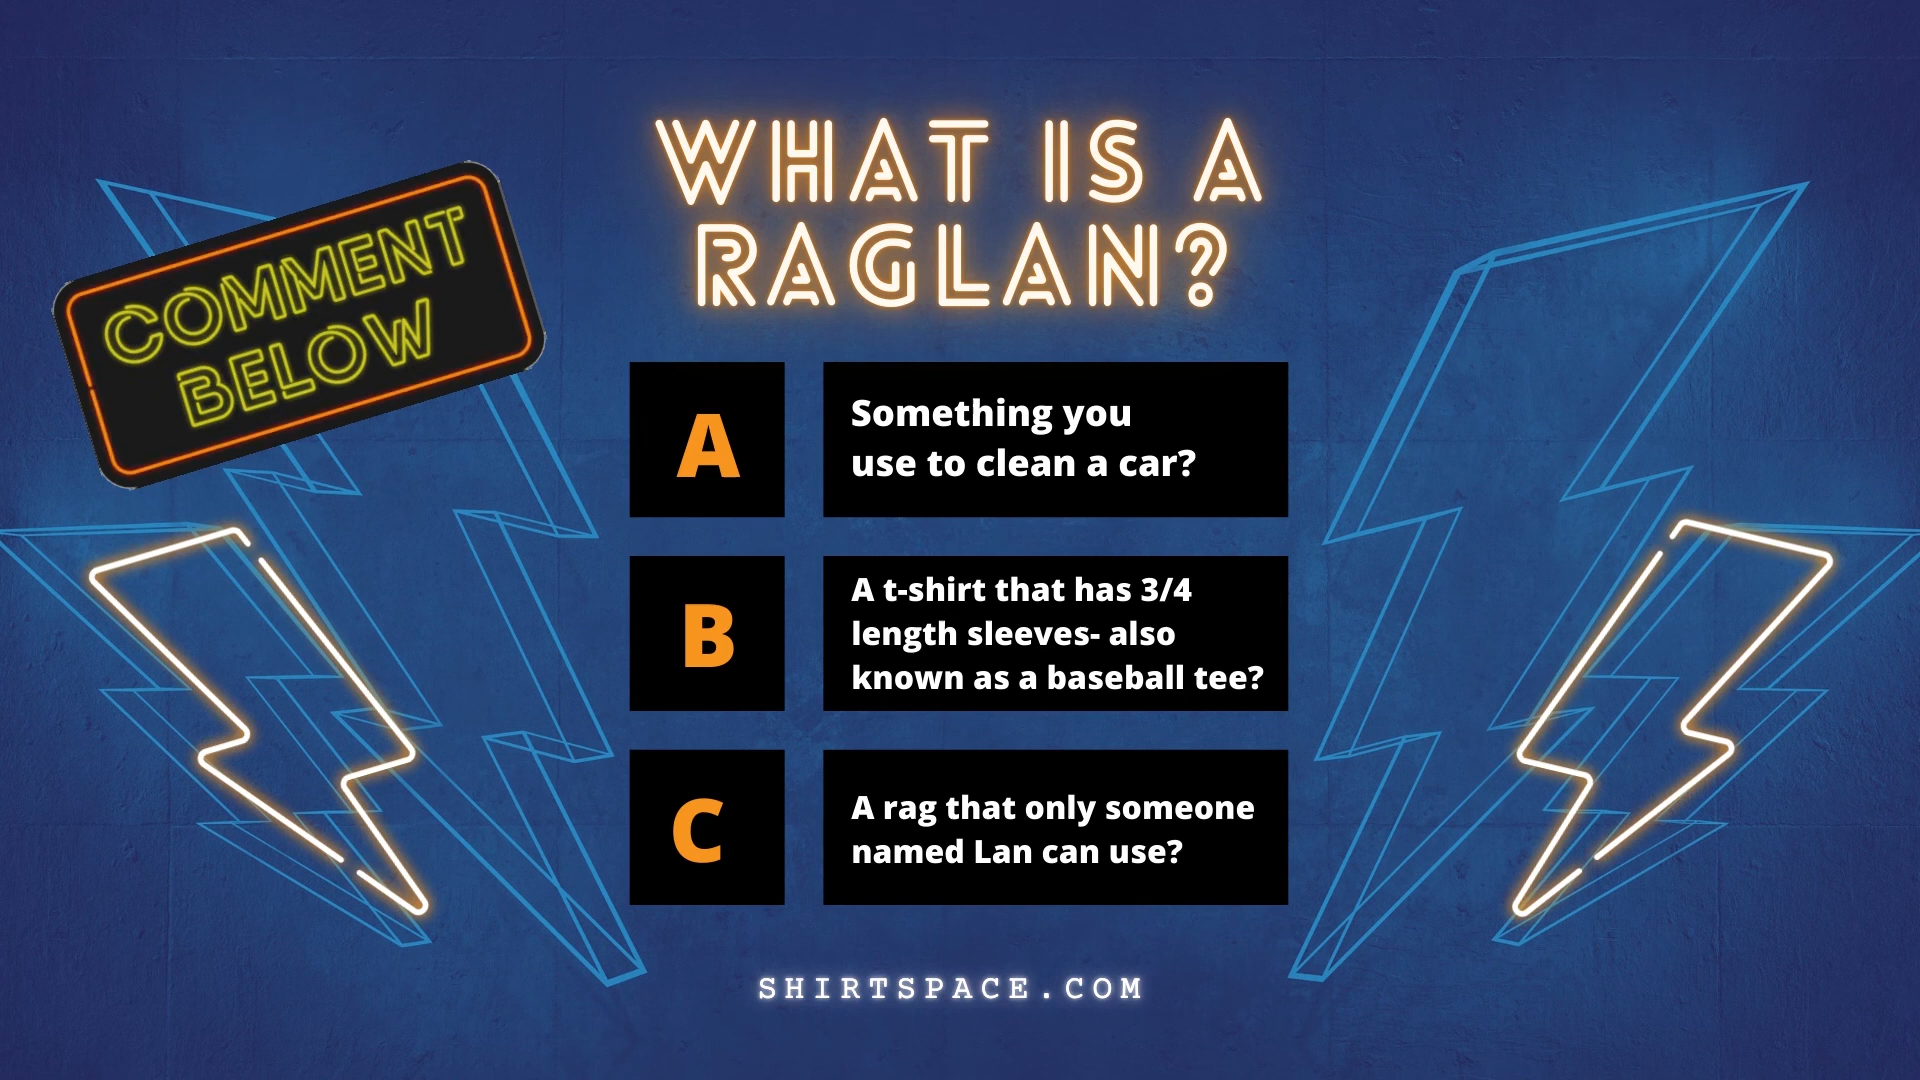 COMMENT
BELOW
WHAT IS A
RAGLAN?
A
Something you
use to clean a car?
B
A t-shirt that has 3/4
length sleeves- also
known as a baseball tee?
C
A rag that only someone
named Lan can use?
SHIRTSPACE.COM